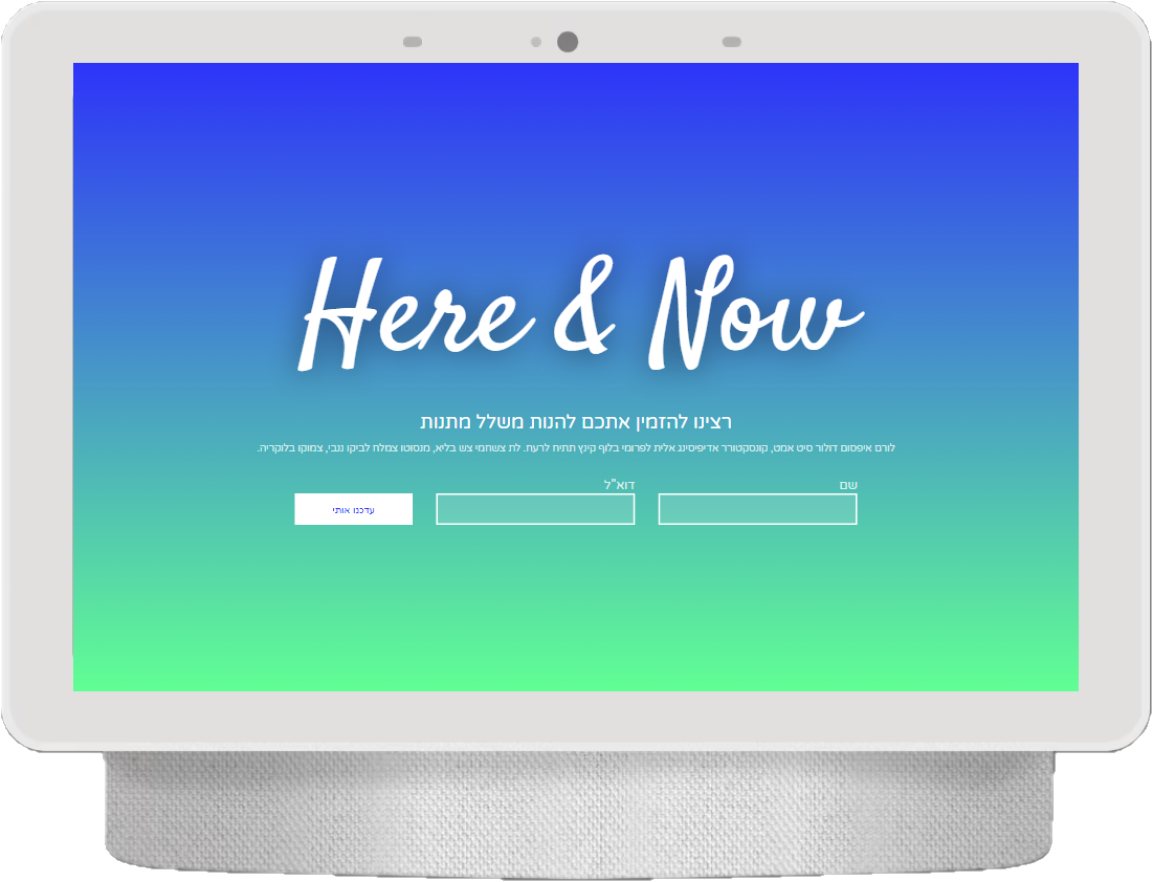 Here & Now
רצינו להזמין אתכם להנות משלל מתנות
לורם איפסום דולור סיט אמט, קונסקטורר אדיפיסינג אלית לפרומי בלוף קינץ תתיח לרעח. לת צשחמי צש בליא, מנסוטו צמלח לביקו ננבי, צמוקו בלוקריה.
שם
דוא"ל
עדכנו אותי